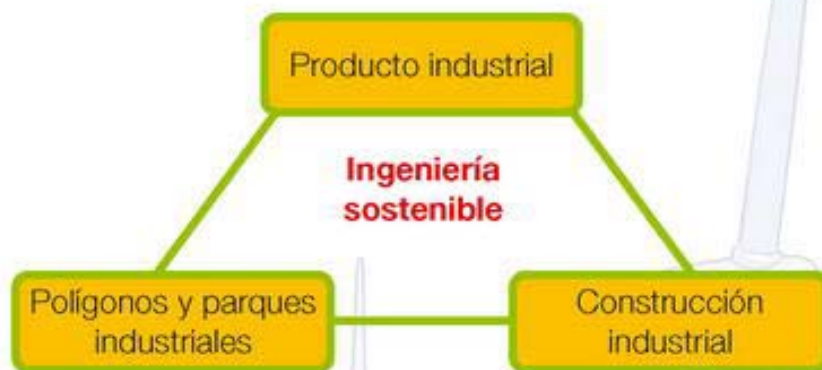 Producto industrial
Ingeniería
sostenible
Polígonos y parques
industriales
Construcción
industrial